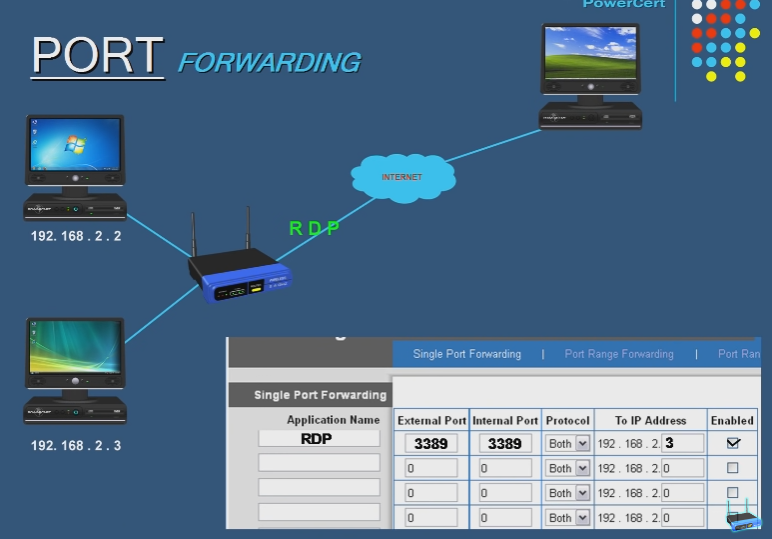 PowerCert
PORT FORWARDING
INTERNET
RDP
192. 168 . 2 . 2
192. 168 . 2 . 3
Single Port Forwarding | Port Range Forwarding | Port Ran
Single Port Forwarding
Application Name External Port Internal Port Protocol To IP Address Enabled
RDP 3389 3389 Both 192 . 168 . 2. 3
0 0 Both 192 . 168 . 2. 0
0 0 Both 192 . 168 . 2. 0
0 0 Both 192 . 168 . 2. 0